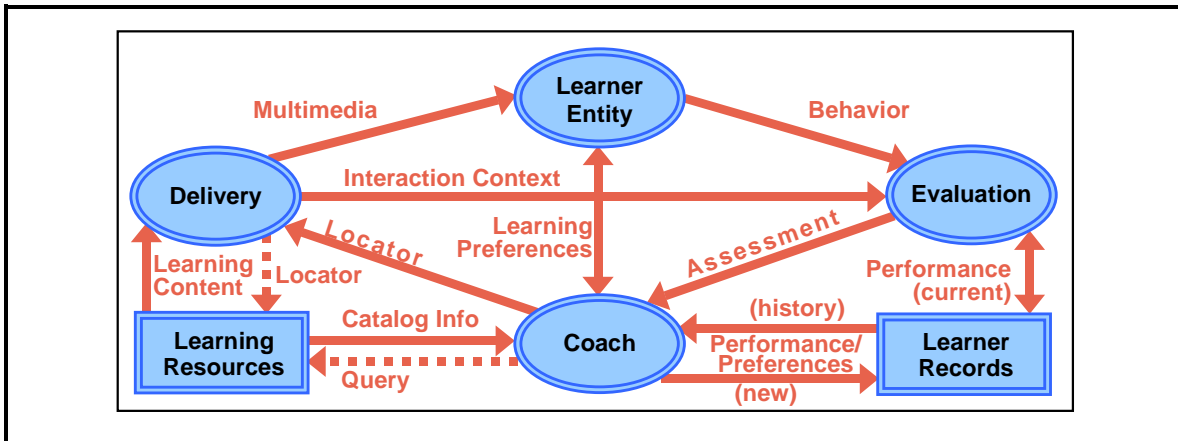 Learner
Entity
Multimedia
Behavior
Delivery
Interaction Context
Evaluation
Learning
Preferences
Locator
Assessment
Learning
Content
Locator
Performance
(current)
Learning
Resources
Catalog Info
Query
Coach
(history)
Performance/
Preferences
(new)
Learner
Records